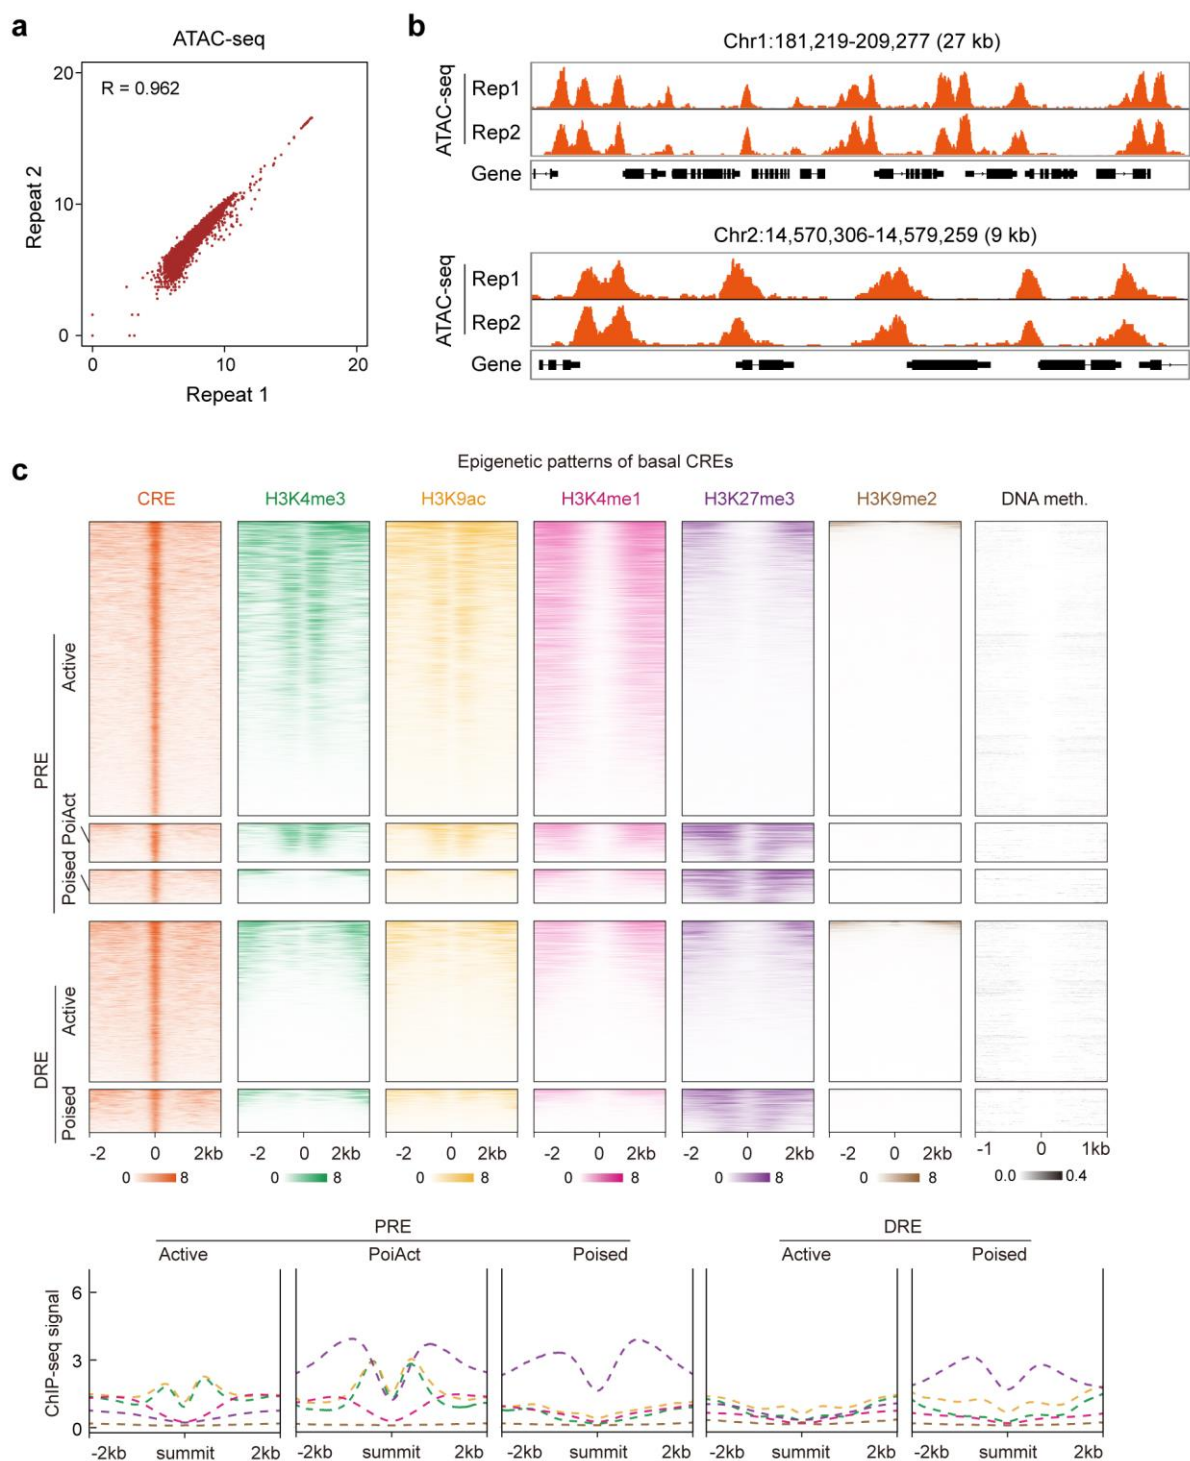 a
ATAC-seq
R = 0.962
20
10
0
0
10
20
Repeat 2
Repeat 1
b
Chr1:181,219-209,277 (27 kb)
ATAC-seq
Rep1
Rep2
Gene
Chr2:14,570,306-14,579,259 (9 kb)
ATAC-seq
Rep1
Rep2
Gene
c
Epigenetic patterns of basal CREs
CRE H3K4me3 H3K9ac H3K4me1 H3K27me3 H3K9me2 DNA meth.
PRE
Active
PoiAct
Poised
DRE
Active
Poised
-2 0 2kb -2 0 2kb -2 0 2kb -2 0 2kb -2 0 2kb -2 0 2kb -1 0 1kb
0 8 0 8 0 8 0 8 0 8 0 8 0.0 0.4
PRE DRE
Active PoiAct Poised Active Poised
ChIP-seq signal
6
3
0
-2kb summit 2kb -2kb summit 2kb -2kb summit 2kb -2kb summit 2kb -2kb summit 2kb